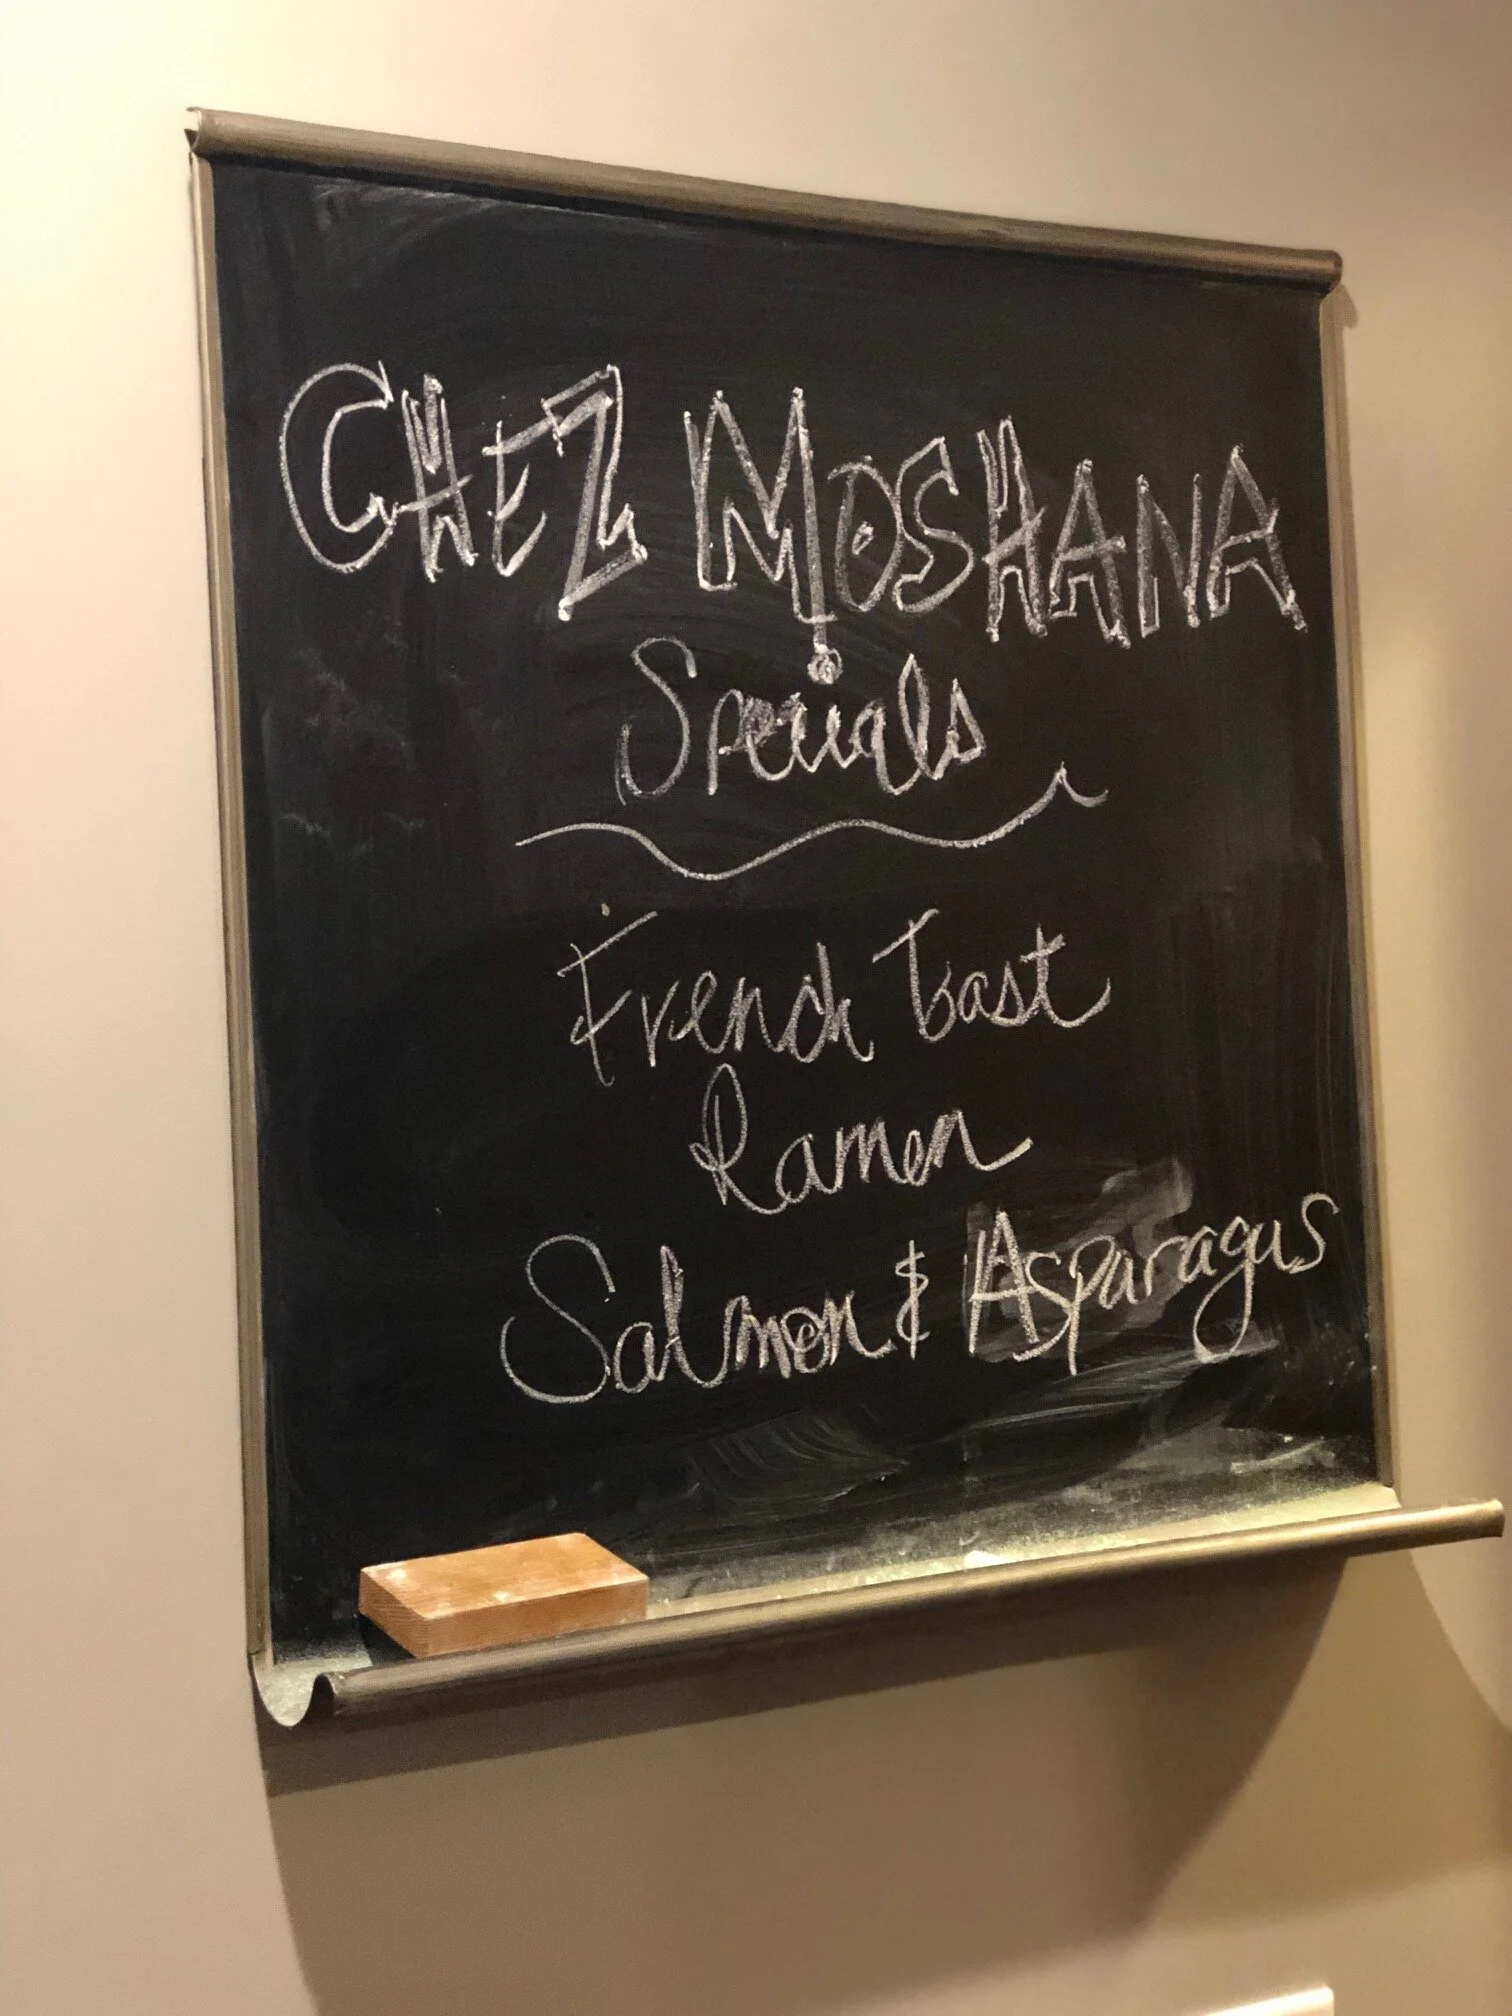 CHEZ MOSHANA
Specials
French Toast
Ramen
Salmon & Asparagus